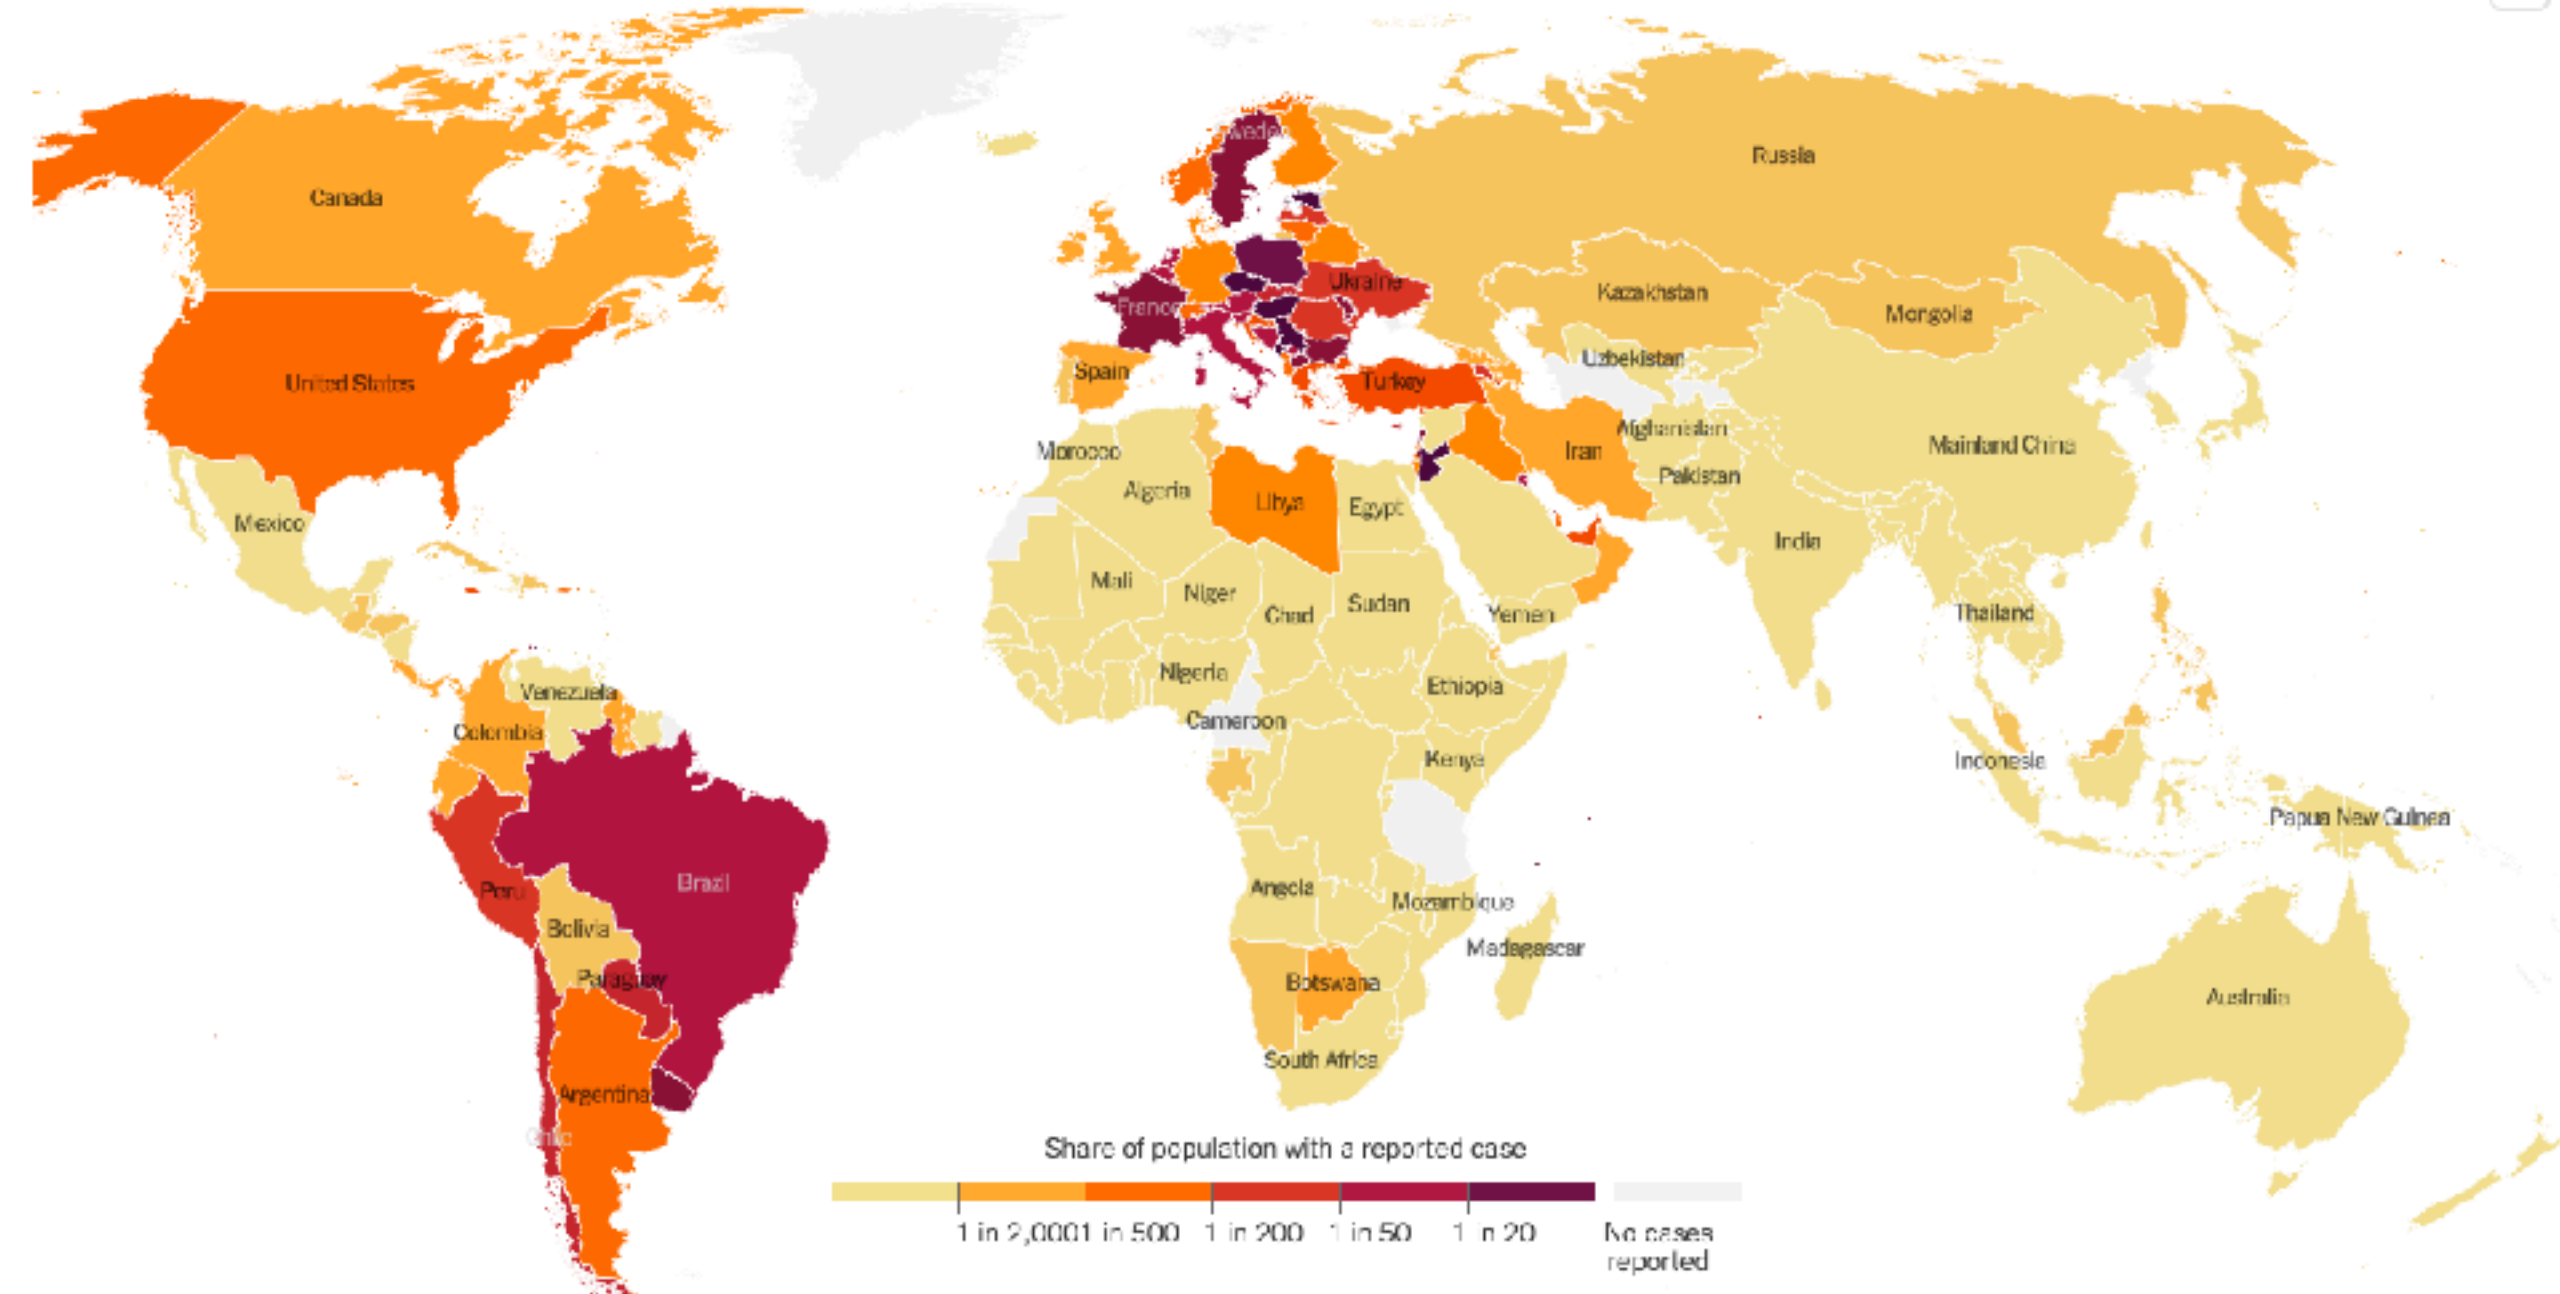 weden
Russia
Canada
Ukraine
Kazakhstan
France
Mongolia
Uzbekistan
Spain
Turkey
United States
Afghanistan
Mainland China
Morocco
Iran
Pakistan
Algeria
Libya
Egypt
Mexico
India
Mali
Niger
Sudan
Chad
Yemen
Thailand
Nigeria
Ethiopia
Venezuela
Cameroon
Colombia
Kenya
Indonesia
Papua New Guinea
Brazil
Peru
Angola
Mozambique
Bolivia
Madagascar
Paraguay
Botswana
Australia
South Africa
Argentina
Chile
Share of population with a reported case
1 in 2,000 1 in 500 1 in 200 1 in 50 1 in 20 No cases
reported